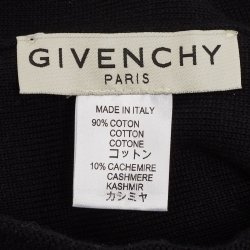 GIVENCHY
PARIS
MADE IN ITALY
90% COTON
COTTON
COTONE
コットン
10% CACHEMIRE
CASHMERE
KASHMIR
カシミヤ